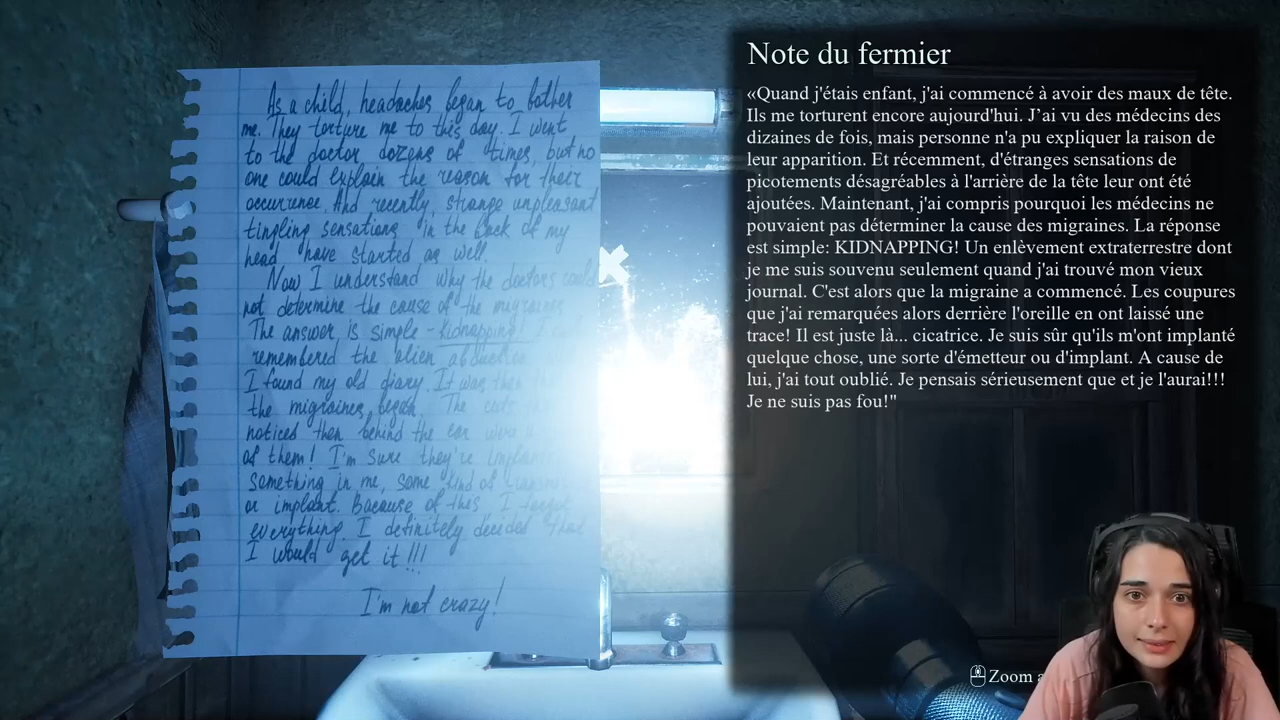 As a child, headaches began to bother
me. They torture me to this day. I went
to the doctor dozens of times, but no
one could explain the reason for their
occurrence. And recently, strange unpleasant
tingling sensations in the back of my
head have started as well.
Now I understand why the doctors could
not determine the cause of the migraines
The answer is simple - kidnapping! I
remembered the alien abduction
I found my old diary. It was then
the migraines began. The cuts
noticed then behind the ear were
of them! I'm sure they're implan
something in me, some kind of
or implant. Bacause of this, I forgot
everything. I definitely decided that
I would get it!!!
I'm not crazy!
Note du fermier
«Quand j'étais enfant, j'ai commencé à avoir des maux de tête.
Ils me torturent encore aujourd'hui. J'ai vu des médecins des
dizaines de fois, mais personne n'a pu expliquer la raison de
leur apparition. Et récemment, d'étranges sensations de
picotements désagréables à l'arrière de la tête leur ont été
ajoutées. Maintenant, j'ai compris pourquoi les médecins ne
pouvaient pas déterminer la cause des migraines. La réponse
est simple: KIDNAPPING! Un enlèvement extraterrestre dont
je me suis souvenu seulement quand j'ai trouvé mon vieux
journal. C'est alors que la migraine a commencé. Les coupures
que j'ai remarquées alors derrière l'oreille en ont laissé une
trace! Il est juste là... cicatrice. Je suis sûr qu'ils m'ont implanté
quelque chose, une sorte d'émetteur ou d'implant. A cause de
lui, j'ai tout oublié. Je pensais sérieusement que et je l'aurai!!!
Je ne suis pas fou!"
Zoom